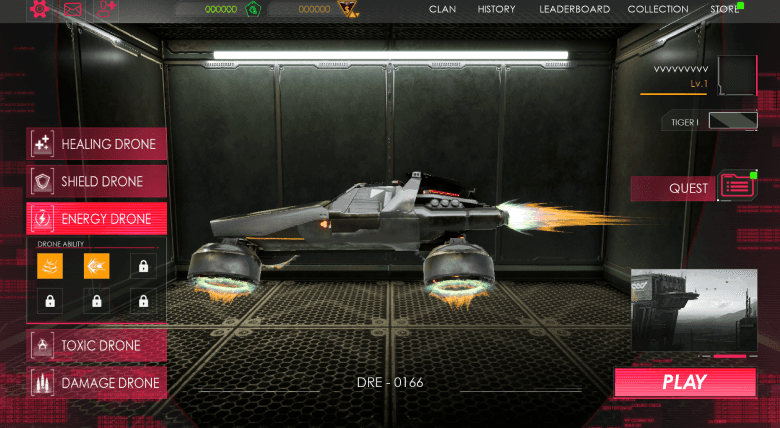 000000
000000
CLAN
HISTORY
LEADERBOARD
COLLECTION
STORE
vvvvvvvvv
Lv.1
TIGER I
HEALING DRONE
SHIELD DRONE
QUEST
ENERGY DRONE
DRONE ABILITY
TOXIC DRONE
DAMAGE DRONE
DRE - 0166
PLAY